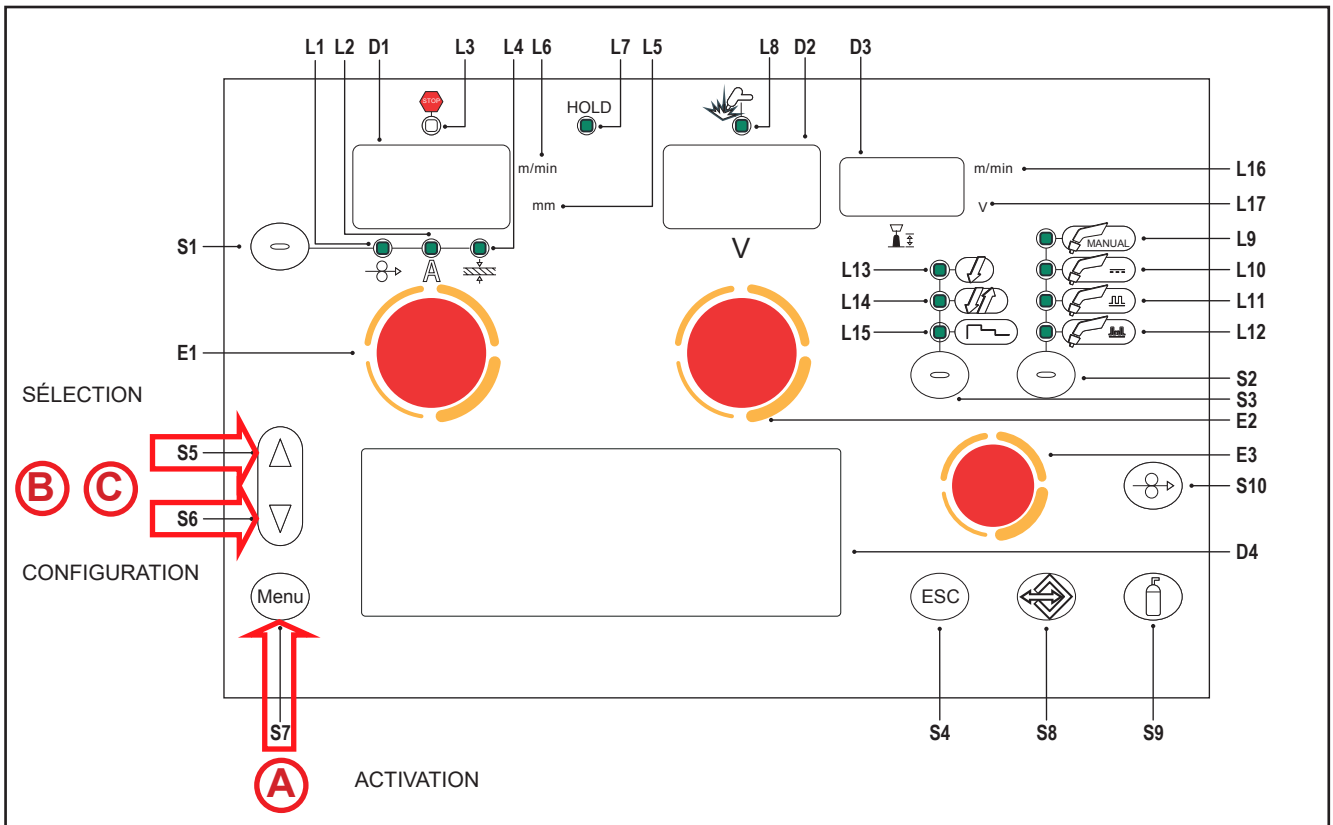 L1 L2 D1 L3 L4 L6 L7 L5 L8 D2 D3
STOP
HOLD
m/min
mm
m/min
L16
V
L17
S1
A
V
MANUAL
L9
L13
L10
L14
L11
L15
L12
E1
S2
S3
E2
SÉLECTION
S5
E3
B C
S10
S6
D4
CONFIGURATION
Menu
ESC
S7
S4 S8 S9
A
ACTIVATION